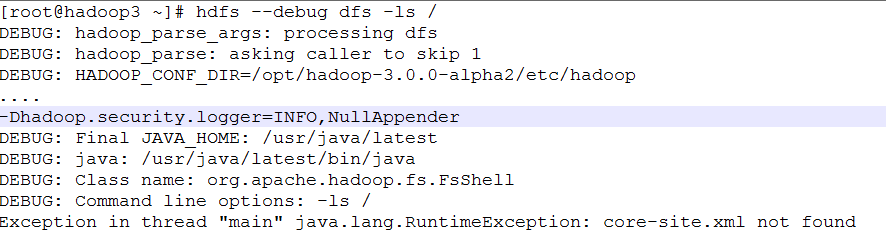 [root@hadoop3 ~]# hdfs --debug dfs -ls /
DEBUG: hadoop_parse_args: processing dfs
DEBUG: hadoop_parse: asking caller to skip 1
DEBUG: HADOOP_CONF_DIR=/opt/hadoop-3.0.0-alpha2/etc/hadoop
....
-Dhadoop.security.logger=INFO,NullAppender
DEBUG: Final JAVA_HOME: /usr/java/latest
DEBUG: java: /usr/java/latest/bin/java
DEBUG: Class name: org.apache.hadoop.fs.FsShell
DEBUG: Command line options: -ls /
Exception in thread "main" java.lang.RuntimeException: core-site.xml not found